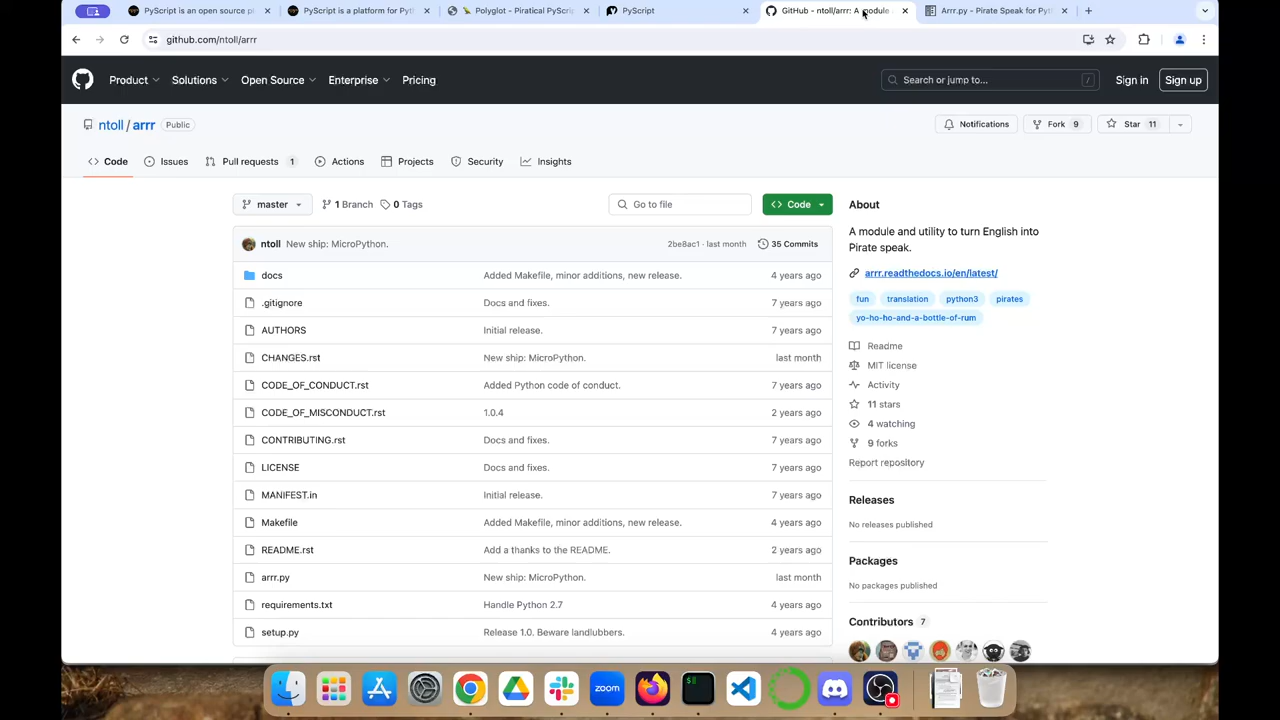 PyScript is an open source pl
PyScript is a platform for Pyt
Polyglot - Piratical PyScrip
PyScript
GitHub - ntoll/arrr: A module
Arrr.py - Pirate Speak for Pyt
github.com/ntoll/arrr
Product
Solutions
Open Source
Enterprise
Pricing
Search or jump to...
/
Sign in
Sign up
ntoll / arrr
Public
Notifications
Fork 9
Star 11
Code
Issues
Pull requests 1
Actions
Projects
Security
Insights
master
1 Branch
0 Tags
Go to file
Code
ntoll New ship: MicroPython.
2be8ac1 · last month
35 Commits
docs Added Makefile, minor additions, new release. 4 years ago
.gitignore Docs and fixes. 7 years ago
AUTHORS Initial release. 7 years ago
CHANGES.rst New ship: MicroPython. last month
CODE_OF_CONDUCT.rst Added Python code of conduct. 7 years ago
CODE_OF_MISCONDUCT.rst 1.0.4 2 years ago
CONTRIBUTING.rst Docs and fixes. 7 years ago
LICENSE Docs and fixes. 7 years ago
MANIFEST.in Initial release. 7 years ago
Makefile Added Makefile, minor additions, new release. 4 years ago
README.rst Add a thanks to the README. 2 years ago
arrr.py New ship: MicroPython. last month
requirements.txt Handle Python 2.7 4 years ago
setup.py Release 1.0. Beware landlubbers. 4 years ago
About
A module and utility to turn English into
Pirate speak.
arrr.readthedocs.io/en/latest/
fun translation python3 pirates
yo-ho-ho-and-a-bottle-of-rum
Readme
MIT license
Activity
11 stars
4 watching
9 forks
Report repository
Releases
No releases published
Packages
No packages published
Contributors 7
zoom